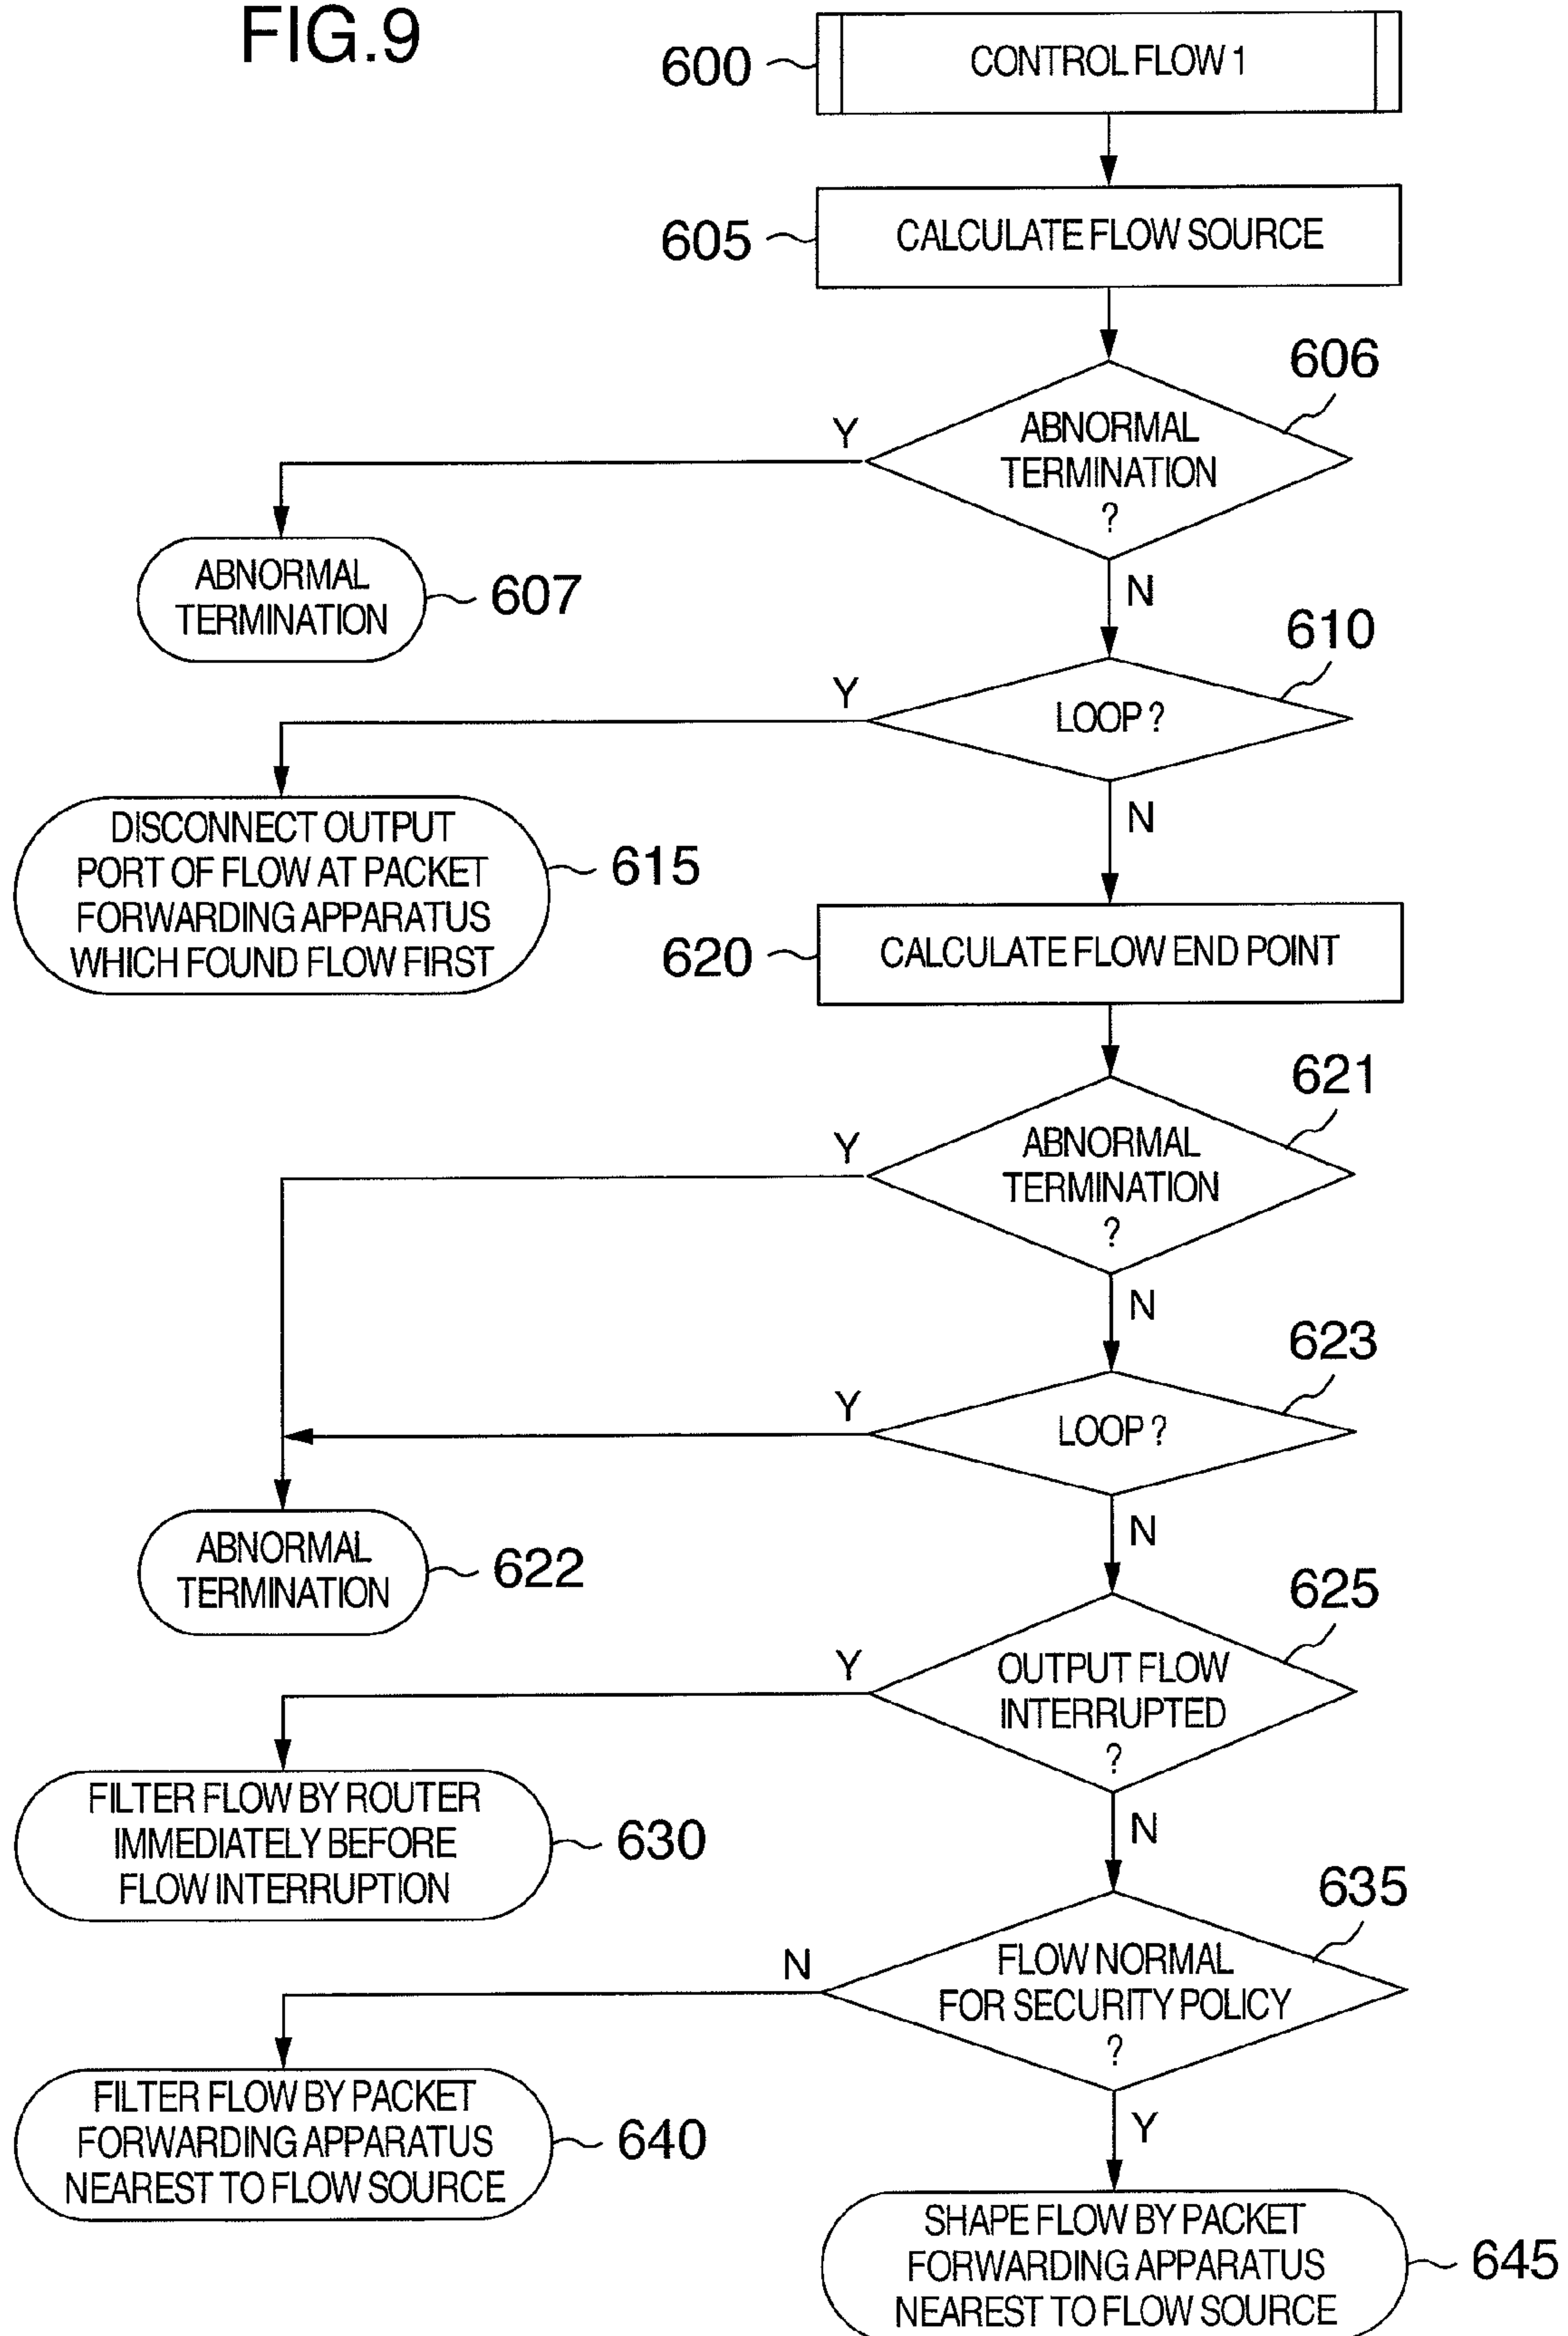 FIG.9
600
CONTROL FLOW 1
605
CALCULATE FLOW SOURCE
606
ABNORMAL
TERMINATION
?
Y
N
ABNORMAL
TERMINATION
607
610
LOOP ?
Y
N
DISCONNECT OUTPUT
PORT OF FLOW AT PACKET
FORWARDING APPARATUS
WHICH FOUND FLOW FIRST
615
620
CALCULATE FLOW END POINT
621
ABNORMAL
TERMINATION
?
Y
N
623
LOOP ?
Y
N
ABNORMAL
TERMINATION
622
625
OUTPUT FLOW
INTERRUPTED
?
Y
N
FILTER FLOW BY ROUTER
IMMEDIATELY BEFORE
FLOW INTERRUPTION
630
635
FLOW NORMAL
FOR SECURITY POLICY
?
N
Y
FILTER FLOW BY PACKET
FORWARDING APPARATUS
NEAREST TO FLOW SOURCE
640
SHAPE FLOW BY PACKET
FORWARDING APPARATUS
NEAREST TO FLOW SOURCE
645